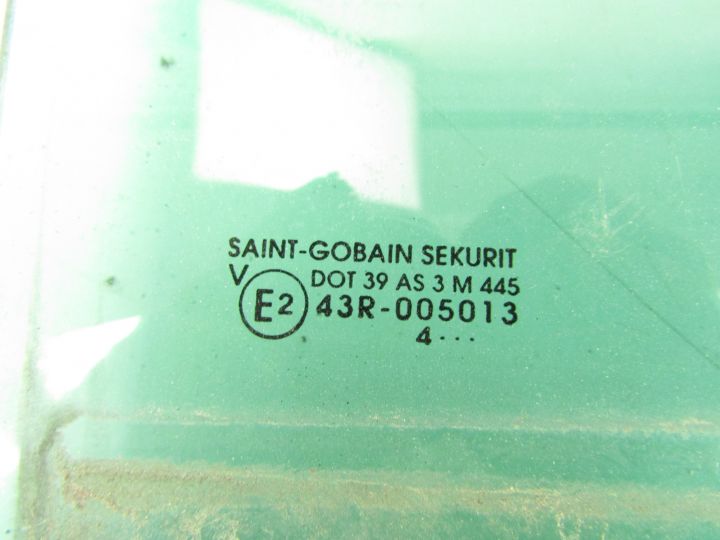 SAINT-GOBAIN SEKURIT
V DOT 39 AS 3 M 445
E2 43R-005013
4...